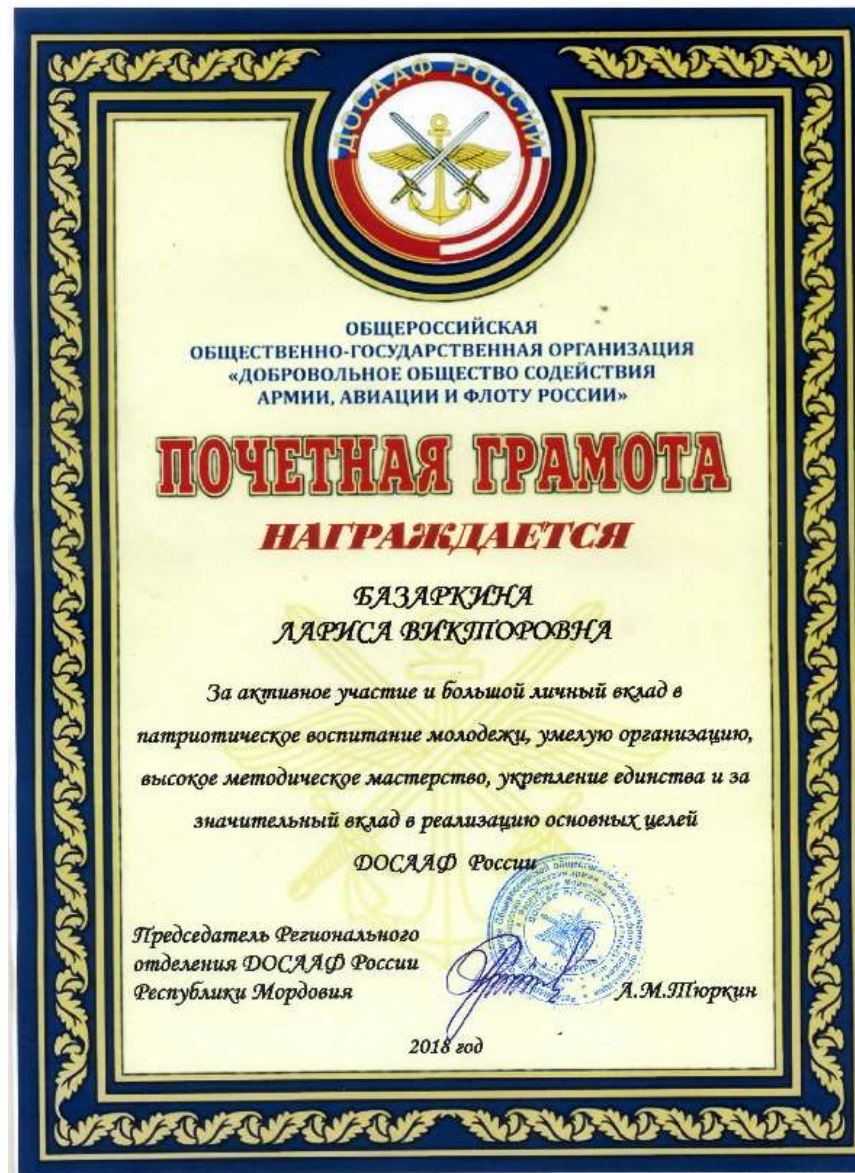 ДОСААФ РОССИИ
ОБЩЕРОССИЙСКАЯ
ОБЩЕСТВЕННО-ГОСУДАРСТВЕННАЯ ОРГАНИЗАЦИЯ
«ДОБРОВОЛЬНОЕ ОБЩЕСТВО СОДЕЙСТВИЯ
АРМИИ, АВИАЦИИ И ФЛОТУ РОССИИ»
ПОЧЕТНАЯ ГРАМОТА
НАГРАЖДАЕТСЯ
БАЗАРКИНА
ЛАРИСА ВИКТОРОВНА
За активное участие и большой личный вклад в
патриотическое воспитание молодежи, умелую организацию,
высокое методическое мастерство, укрепление единства и за
значительный вклад в реализацию основных целей
ДОСААФ России
Председатель Регионального
отделения ДОСААФ России
Республики Мордовия
А.М.Тюркин
2018 год